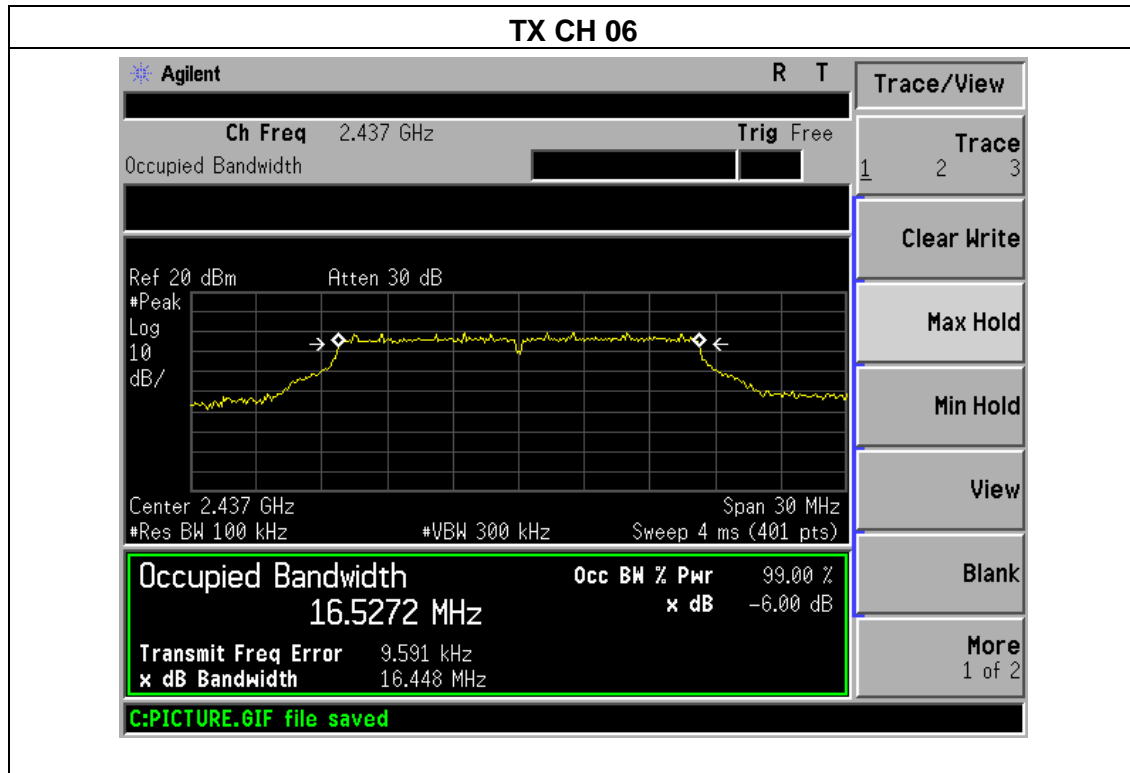 TX CH 06
Agilent R T
Ch Freq 2.437 GHz Trig Free
Occupied Bandwidth
Ref 20 dBm Atten 30 dB
#Peak
Log
10
dB/
Center 2.437 GHz Span 30 MHz
#Res BW 100 kHz #VBW 300 kHz Sweep 4 ms (401 pts)
Occupied Bandwidth Occ BW % Pwr 99.00 %
16.5272 MHz x dB -6.00 dB
Transmit Freq Error 9.591 kHz
x dB Bandwidth 16.448 MHz
C:PICTURE.GIF file saved
Trace/View
Trace
1 2 3
Clear Write
Max Hold
Min Hold
View
Blank
More
1 of 2